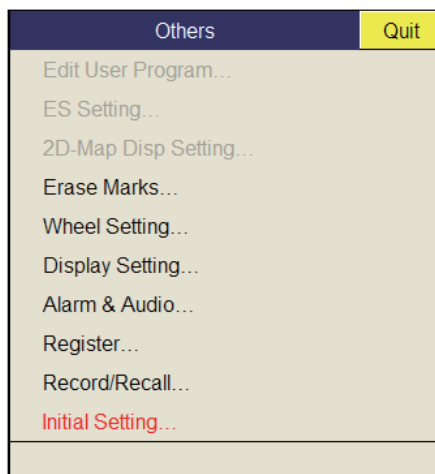 Others Quit
Edit User Program...
ES Setting...
2D-Map Disp Setting...
Erase Marks...
Wheel Setting...
Display Setting...
Alarm & Audio...
Register...
Record/Recall...
Initial Setting...